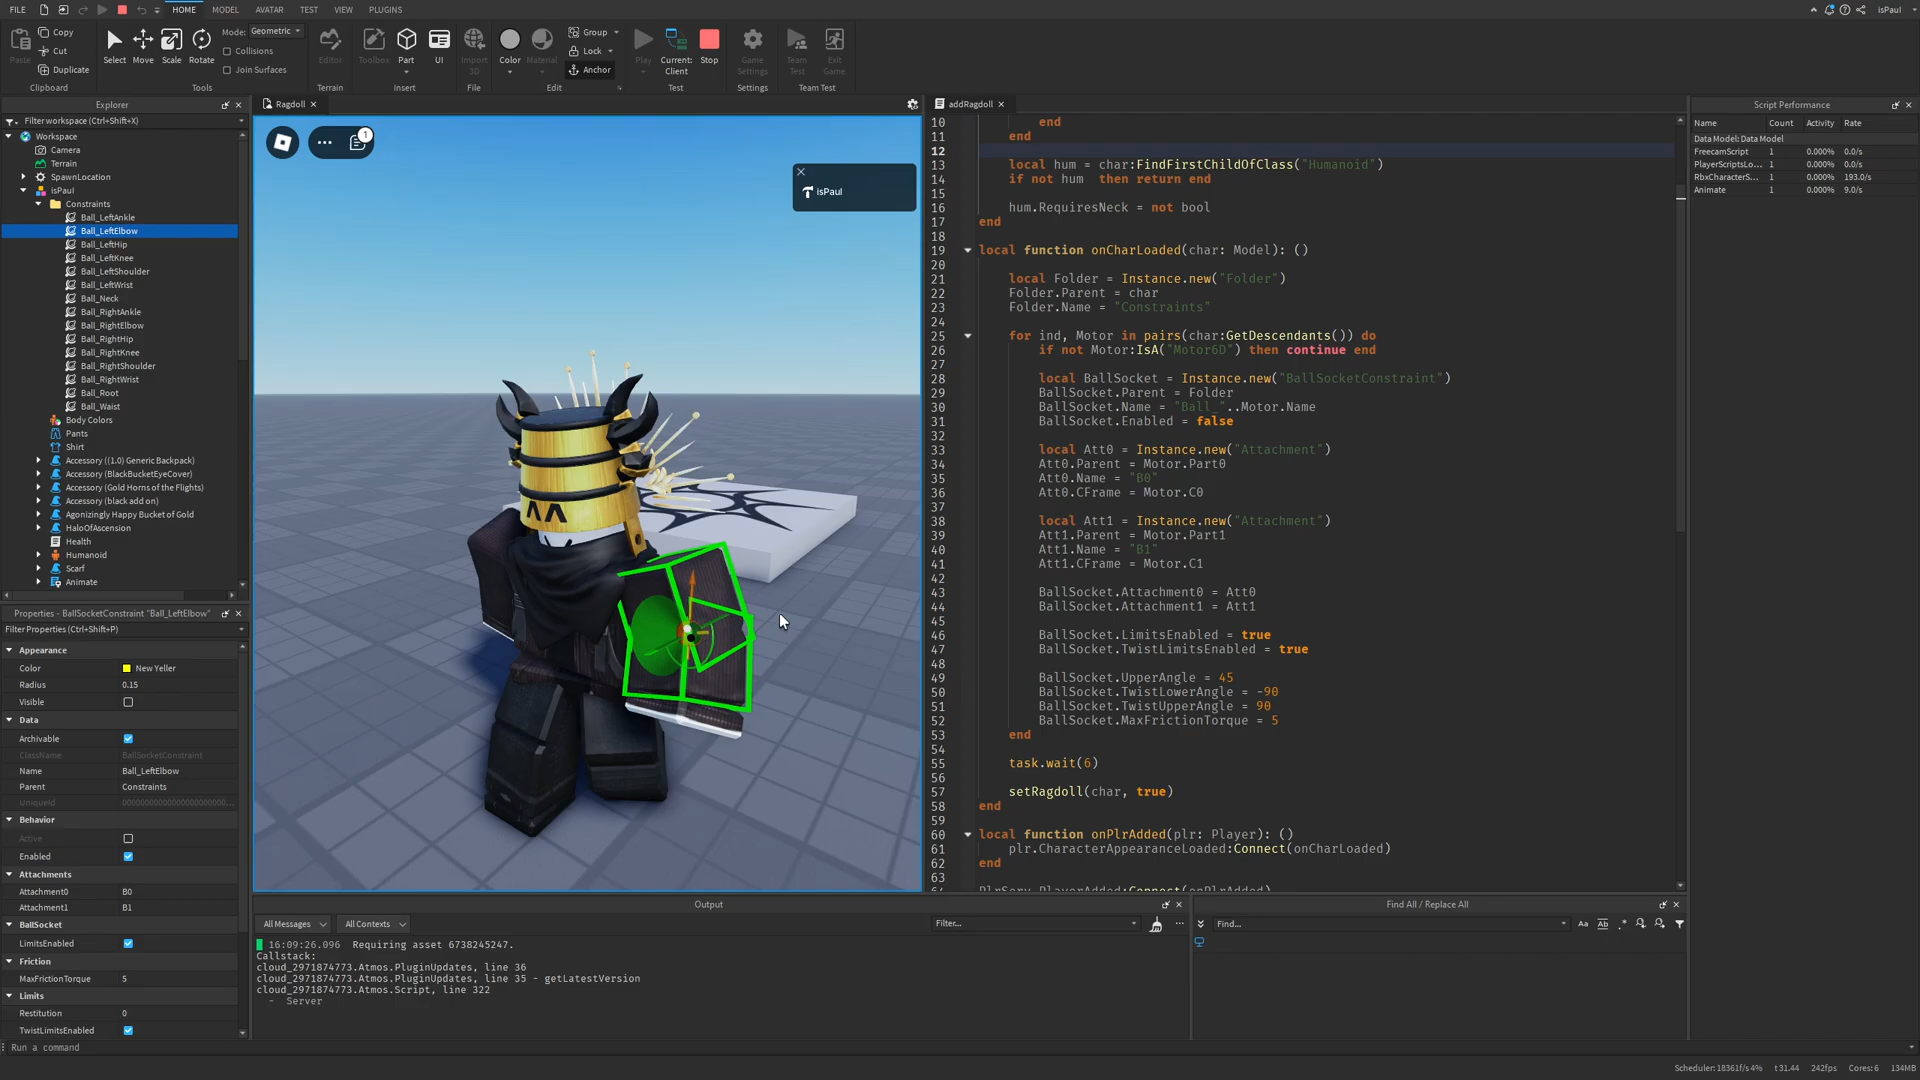 FILE
HOME
MODEL
AVATAR
TEST
VIEW
PLUGINS
isPaul
Paste
Copy
Cut
Duplicate
Clipboard
Select
Move
Scale
Rotate
Mode: Geometric
Collisions
Join Surfaces
Tools
Editor
Terrain
Toolbox
Part
UI
Insert
Import
3D
File
Color
Material
Group
Lock
Anchor
Edit
Play
Current:
Client
Stop
Test
Game
Settings
Settings
Team
Test
Exit
Game
Team Test
Explorer
Filter workspace (Ctrl+Shift+X)
Workspace
Camera
Terrain
SpawnLocation
isPaul
Constraints
Ball_LeftAnkle
Ball_LeftElbow
Ball_LeftHip
Ball_LeftKnee
Ball_LeftShoulder
Ball_LeftWrist
Ball_Neck
Ball_RightAnkle
Ball_RightElbow
Ball_RightHip
Ball_RightKnee
Ball_RightShoulder
Ball_RightWrist
Ball_Root
Ball_Waist
Body Colors
Pants
Shirt
Accessory ((1.0) Generic Backpack)
Accessory (BlackBucketEyeCover)
Accessory (Gold Horns of the Flights)
Accessory (black add on)
Agonizingly Happy Bucket of Gold
HaloOfAscension
Health
Humanoid
Scarf
Animate
Properties - BallSocketConstraint "Ball_LeftElbow"
Filter Properties (Ctrl+Shift+P)
Appearance
Color New Yeller
Radius 0.15
Visible
Data
Archivable
ClassName BallSocketConstraint
Name Ball_LeftElbow
Parent Constraints
UniqueId
Behavior
Active
Enabled
Attachments
Attachment0 B0
Attachment1 B1
BallSocket
LimitsEnabled
Friction
MaxFrictionTorque 5
Limits
Restitution 0
TwistLimitsEnabled
Run a command
Ragdoll
1
isPaul
addRagdoll
10 end
11 end
12
13 local hum = char:FindFirstChildOfClass("Humanoid")
14 if not hum  then return end
15
16 hum.RequiresNeck = not bool
17 end
18
19 local function onCharLoaded(char: Model): ()
20
21 local Folder = Instance.new("Folder")
22 Folder.Parent = char
23 Folder.Name = "Constraints"
24
25 for ind, Motor in pairs(char:GetDescendants()) do
26 if not Motor:IsA("Motor6D") then continue end
27
28 local BallSocket = Instance.new("BallSocketConstraint")
29 BallSocket.Parent = Folder
30 BallSocket.Name = "Ball_"..Motor.Name
31 BallSocket.Enabled = false
32
33 local Att0 = Instance.new("Attachment")
34 Att0.Parent = Motor.Part0
35 Att0.Name = "B0"
36 Att0.CFrame = Motor.C0
37
38 local Att1 = Instance.new("Attachment")
39 Att1.Parent = Motor.Part1
40 Att1.Name = "B1"
41 Att1.CFrame = Motor.C1
42
43 BallSocket.Attachment0 = Att0
44 BallSocket.Attachment1 = Att1
45
46 BallSocket.LimitsEnabled = true
47 BallSocket.TwistLimitsEnabled = true
48
49 BallSocket.UpperAngle = 45
50 BallSocket.TwistLowerAngle = -90
51 BallSocket.TwistUpperAngle = 90
52 BallSocket.MaxFrictionTorque = 5
53 end
54
55 task.wait(6)
56
57 setRagdoll(char, true)
58 end
59
60 local function onPlrAdded(plr: Player): ()
61 plr.CharacterAppearanceLoaded:Connect(onCharLoaded)
62 end
63
64 PlrServ.PlayerAdded:Connect(onPlrAdded)
Script Performance
Name Count Activity Rate
Data Model: Data Model
FreecamScript 1 0.000% 0.0/s
PlayerScriptsLo... 1 0.000% 0.0/s
RbxCharacterS... 1 0.000% 193.0/s
Animate 1 0.000% 9.0/s
Output
All Messages
All Contexts
Filter...
16:09:26.096  Requiring asset 6738245247.
Callstack:
cloud_2971874773.Atmos.PluginUpdates, line 36
cloud_2971874773.Atmos.PluginUpdates, line 35 - getLatestVersion
cloud_2971874773.Atmos.Script, line 322
-  Server
Find All / Replace All
Find...
Aa
Ab
.*
Scheduler: 18361f/s 4%
t 31.44
242fps
Cores: 6
134MB